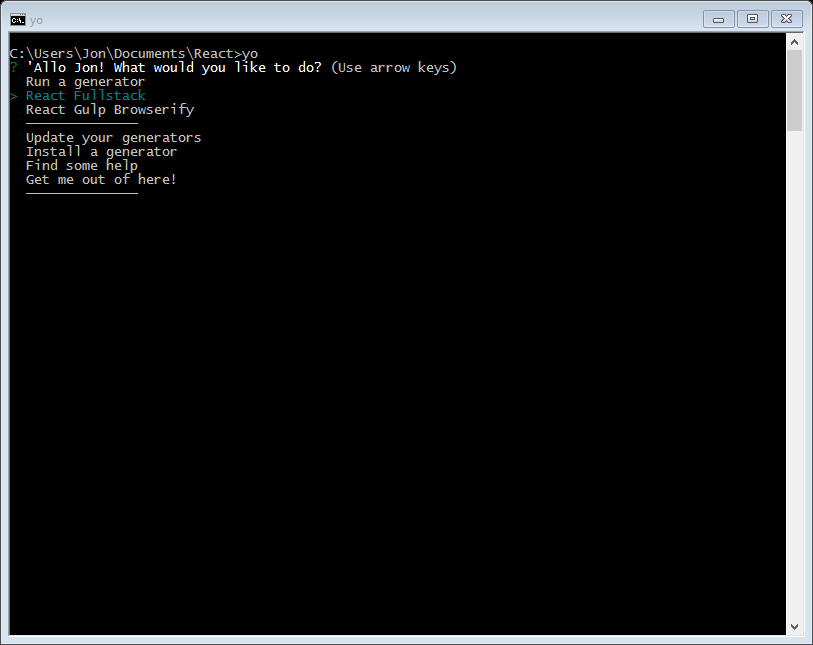 yo
C:\Users\Jon\Documents\React>yo
? 'Allo Jon! What would you like to do? (Use arrow keys)
Run a generator
> React Fullstack
React Gulp Browserify
Update your generators
Install a generator
Find some help
Get me out of here!